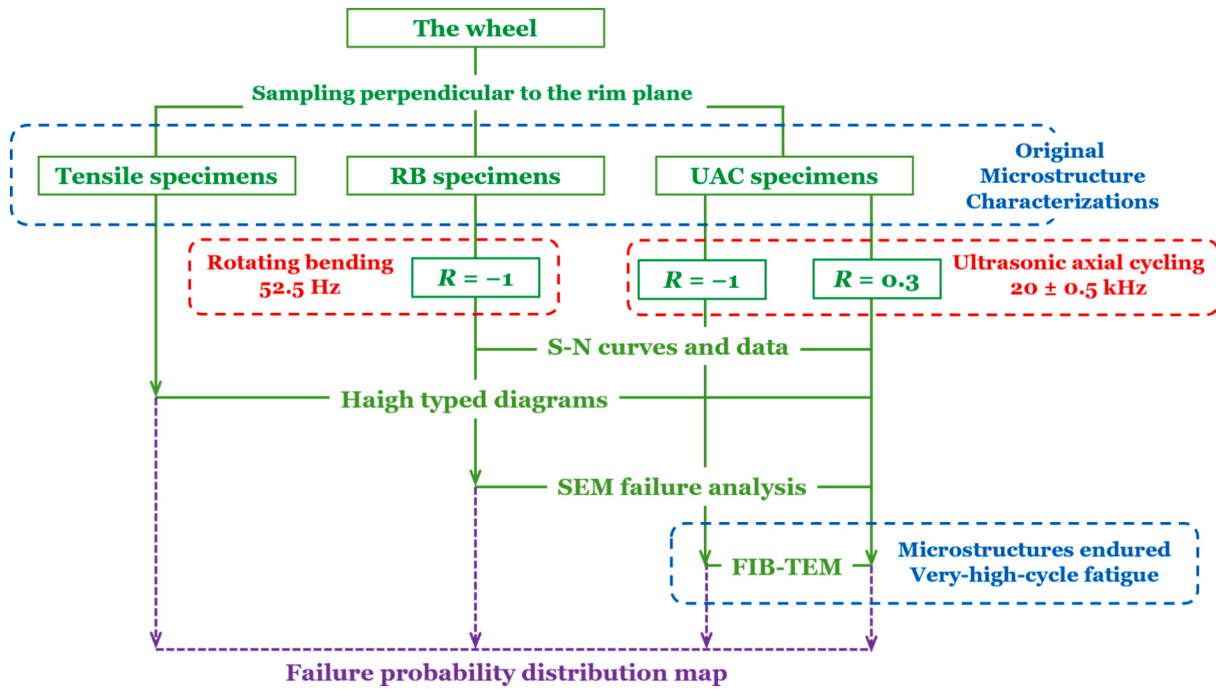 The wheel
Sampling perpendicular to the rim plane
Tensile specimens
RB specimens
UAC specimens
Original
Microstructure
Characterizations
Rotating bending
52.5 Hz
R = −1
R = −1
R = 0.3
Ultrasonic axial cycling
20 ± 0.5 kHz
S-N curves and data
Haigh typed diagrams
SEM failure analysis
FIB-TEM
Microstructures endured
Very-high-cycle fatigue
Failure probability distribution map